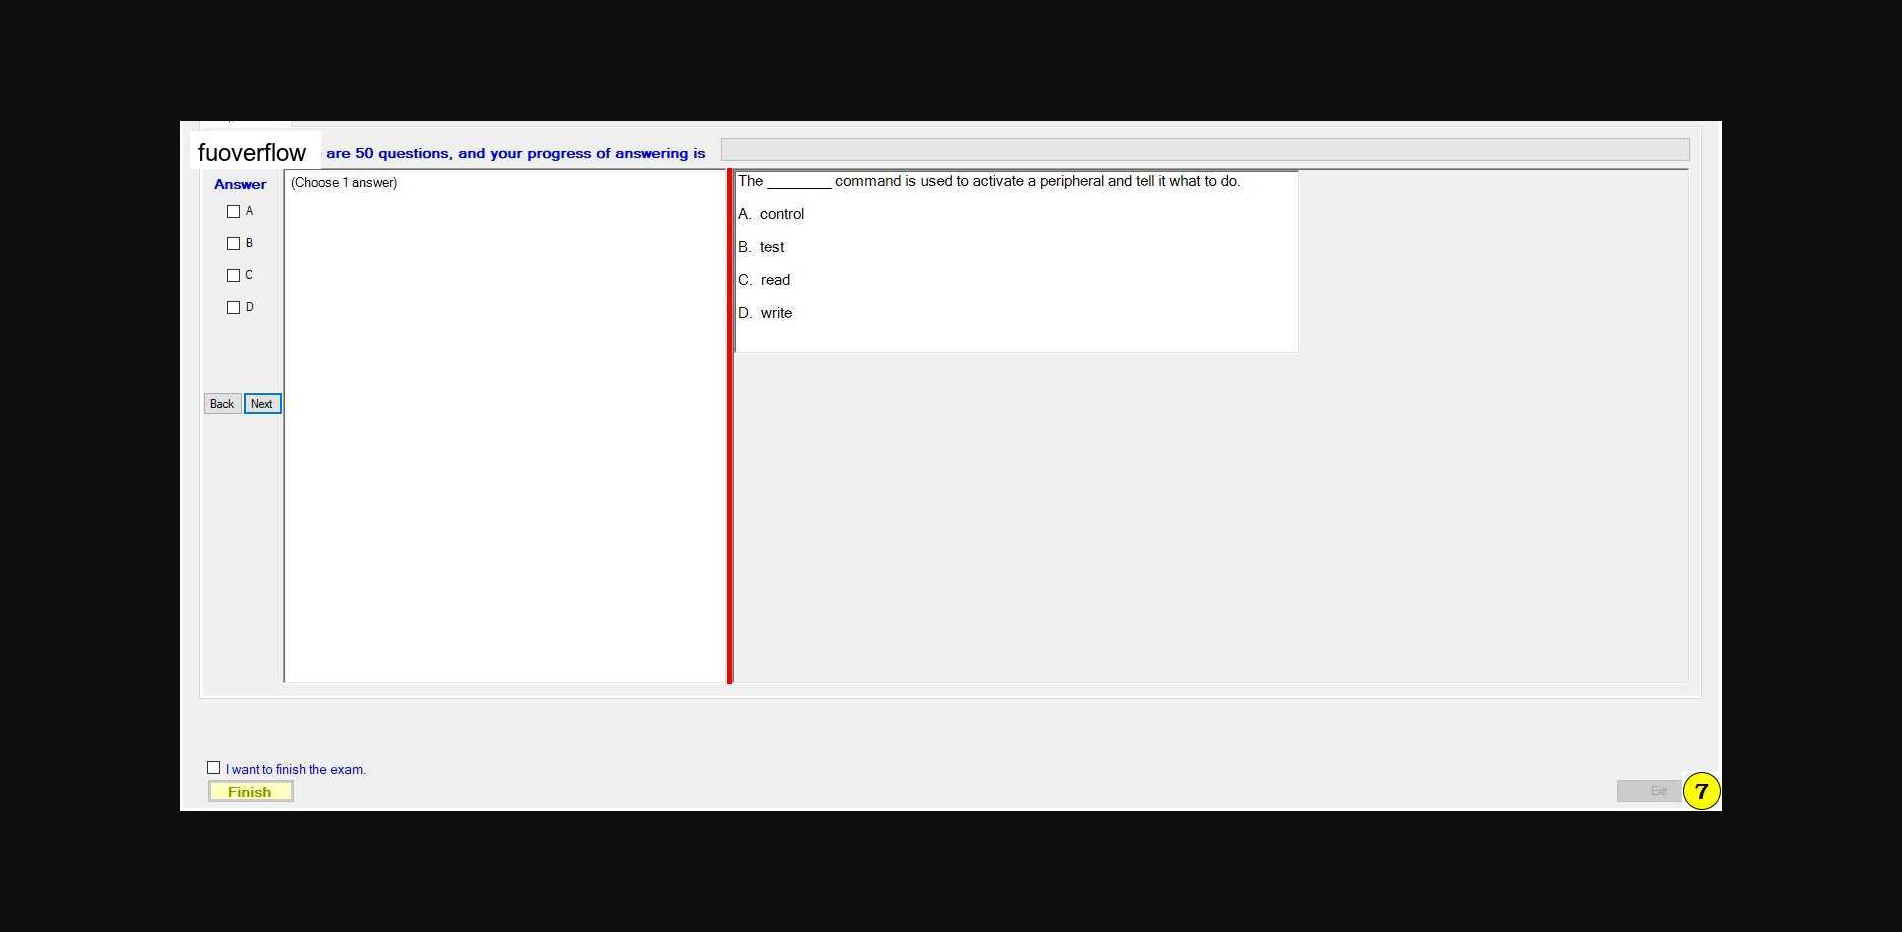 fuoverflow are 50 questions, and your progress of answering is
Answer
A
B
C
D
Back Next
(Choose 1 answer)
The ________ command is used to activate a peripheral and tell it what to do.
A. control
B. test
C. read
D. write
I want to finish the exam.
Finish
Exit
7